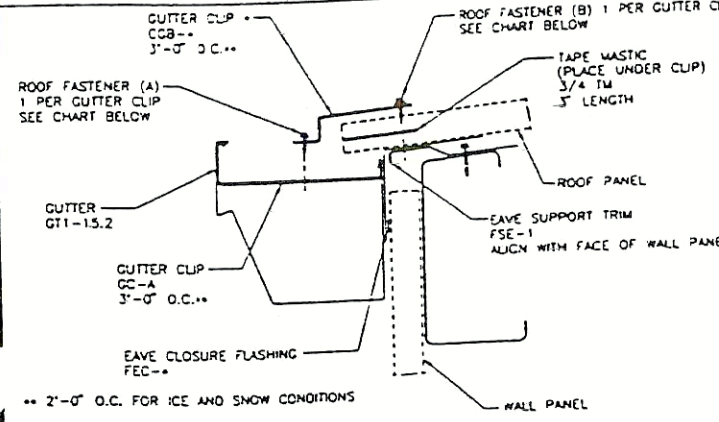 GUTTER CLIP •
CGB-•
3'-0" O.C.••
ROOF FASTENER (B) 1 PER GUTTER
SEE CHART BELOW
TAPE MASTIC
(PLACE UNDER CLIP)
3/4 TM
5" LENGTH
ROOF FASTENER (A)
1 PER GUTTER CLIP
SEE CHART BELOW
ROOF PANEL
GUTTER
GT1-1.5.2
EAVE SUPPORT TRIM
FSE-1
ALIGN WITH FACE OF WALL PANE
GUTTER CLIP
GC-A
3'-0" O.C.••
EAVE CLOSURE FLASHING
FEC-•
•• 2'-0" O.C. FOR ICE AND SNOW CONDITIONS
WALL PANEL